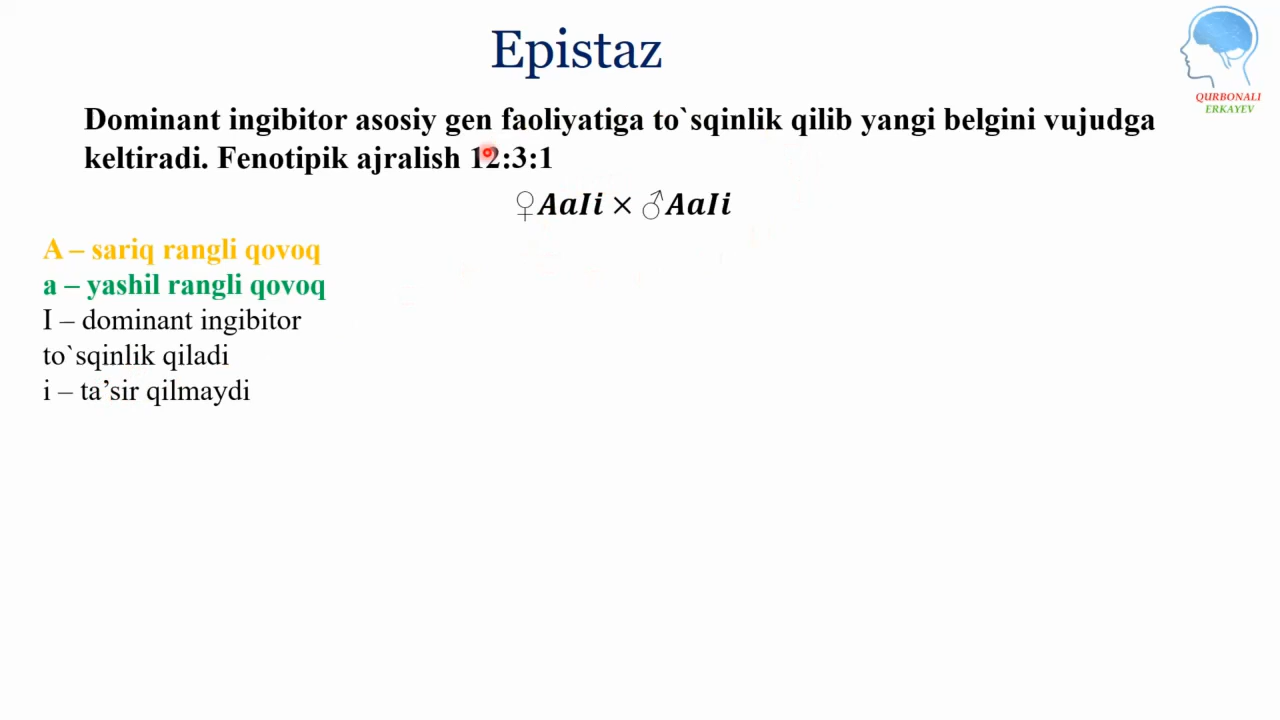 Epistaz
QURBONALI
ERKAYEV
Dominant ingibitor asosiy gen faoliyatiga to`sqinlik qilib yangi belgini vujudga
keltiradi. Fenotipik ajralish 12:3:1
♀AaIi × ♂AaIi
A – sariq rangli qovoq
a – yashil rangli qovoq
I – dominant ingibitor
to`sqinlik qiladi
i – ta’sir qilmaydi